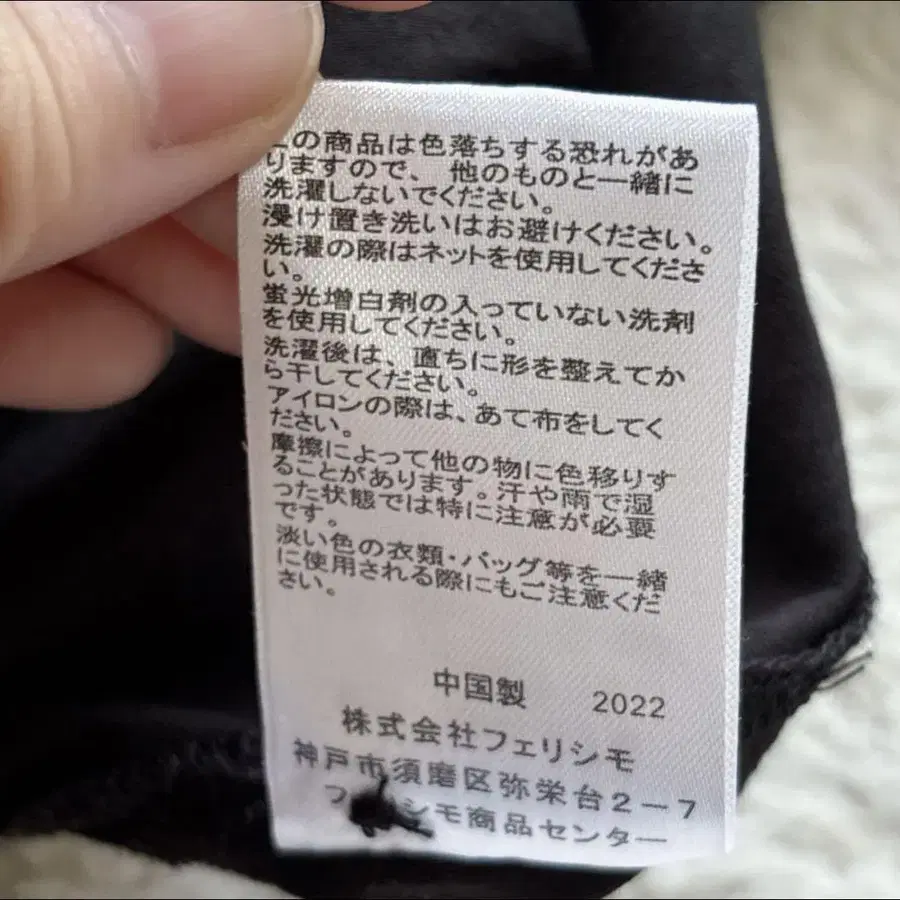 の商品は色落ちする恐れがあ
りますので、他のものと一緒に
洗濯しないでください。
浸け置き洗いはお避けください。
洗濯の際はネットを使用してくださ
い。
蛍光増白剤の入っていない洗剤
を使用してください。
洗濯後は、直ちに形を整えてか
ら干してください。
アイロンの際は、あて布をしてく
ださい。
摩擦によって他の物に色移りす
ることがあります。汗や雨で湿
った状態では特に注意が必要
です。
淡い色の衣類・バッグ等を一緒
に使用される際にもご注意くだ
さい。
中国製 2022
株式会社フェリシモ
神戸市須磨区弥栄台2-7
フ シモ商品センター